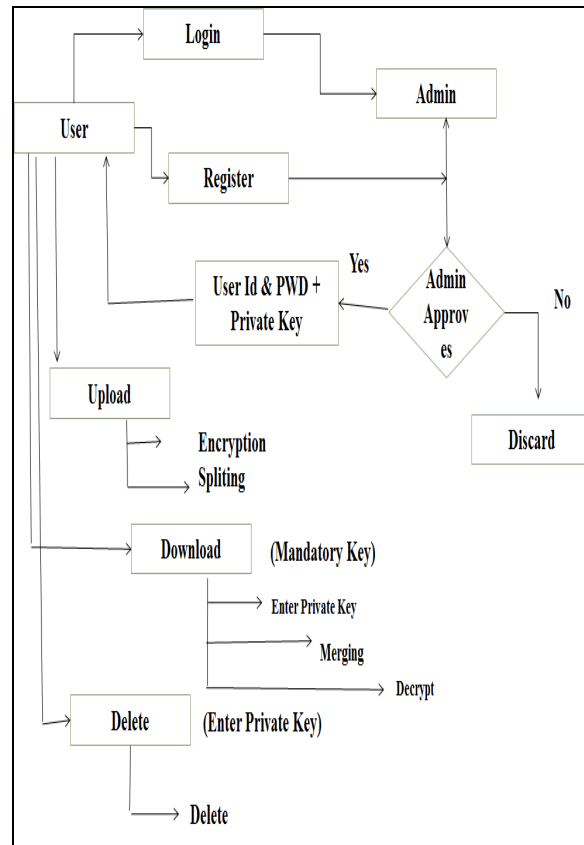 Login
Admin
User
Register
Yes
User Id & PWD +
Private Key
Admin
Approv
es
No
Upload
Discard
Encryption
Spliting
Download
(Mandatory Key)
Enter Private Key
Merging
Decrypt
Delete
(Enter Private Key)
Delete